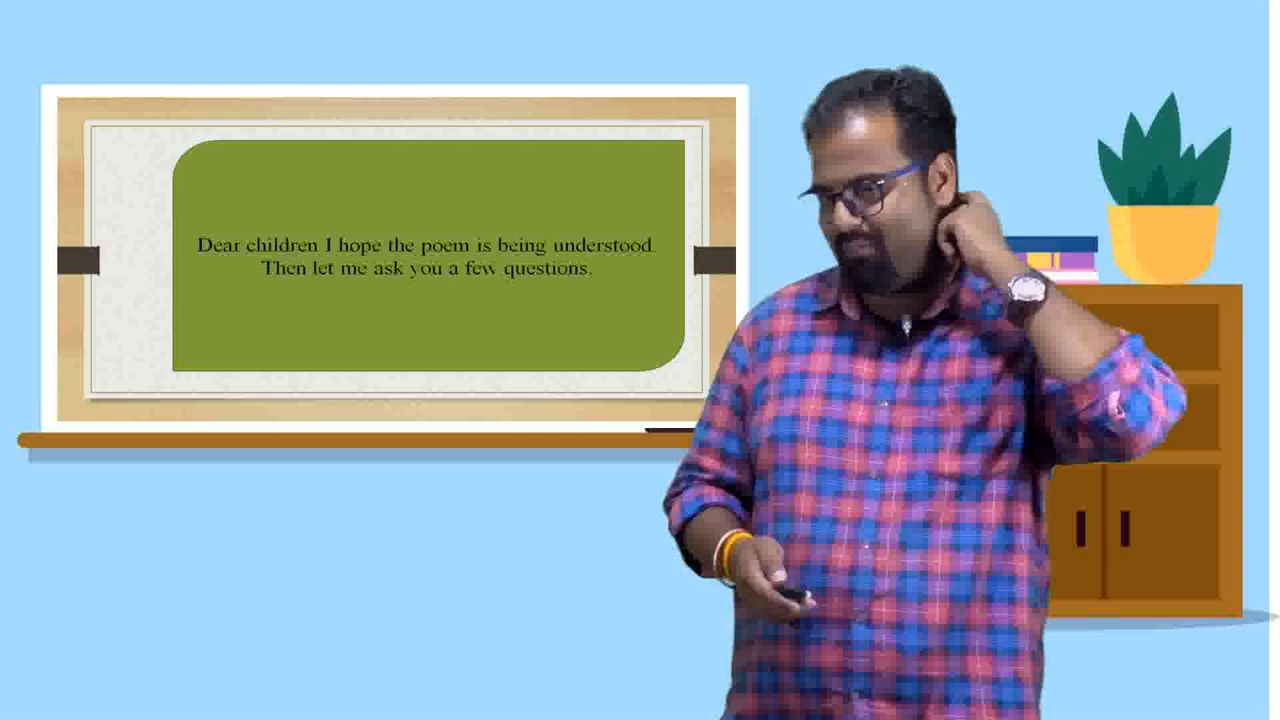 Dear children I hope the poem is being understood.
Then let me ask you a few questions.